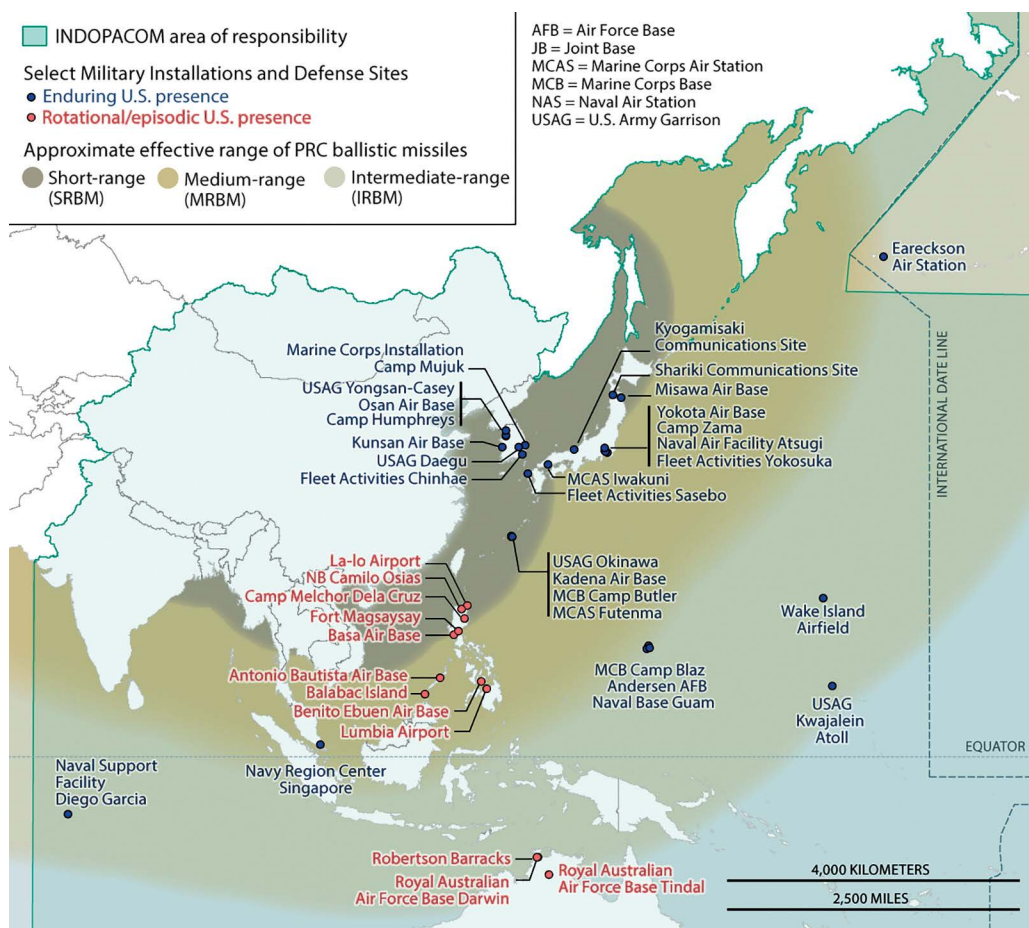 INDOPACOM area of responsibility
Select Military Installations and Defense Sites
Enduring U.S. presence
Rotational/episodic U.S. presence
Approximate effective range of PRC ballistic missiles
Short-range
(SRBM)
Medium-range
(MRBM)
Intermediate-range
(IRBM)
AFB = Air Force Base
JB = Joint Base
MCAS = Marine Corps Air Station
MCB = Marine Corps Base
NAS = Naval Air Station
USAG = U.S. Army Garrison
Eareckson
Air Station
INTERNATIONAL DATE LINE
Kyogamisaki
Communications Site
Shariki Communications Site
Misawa Air Base
Yokota Air Base
Camp Zama
Naval Air Facility Atsugi
Fleet Activities Yokosuka
Marine Corps Installation
Camp Mujuk
USAG Yongsan-Casey
Osan Air Base
Camp Humphreys
Kunsan Air Base
USAG Daegu
Fleet Activities Chinhae
MCAS Iwakuni
Fleet Activities Sasebo
USAG Okinawa
Kadena Air Base
MCB Camp Butler
MCAS Futenma
La-lo Airport
NB Camilo Osias
Camp Melchor Dela Cruz
Fort Magsaysay
Basa Air Base
Antonio Bautista Air Base
Balabac Island
Benito Ebuen Air Base
Lumbia Airport
Wake Island
Airfield
MCB Camp Blaz
Andersen AFB
Naval Base Guam
USAG
Kwajalein
Atoll
EQUATOR
Naval Support
Facility
Diego Garcia
Navy Region Center
Singapore
Robertson Barracks
Royal Australian
Air Force Base Darwin
Royal Australian
Air Force Base Tindal
4,000 KILOMETERS
2,500 MILES